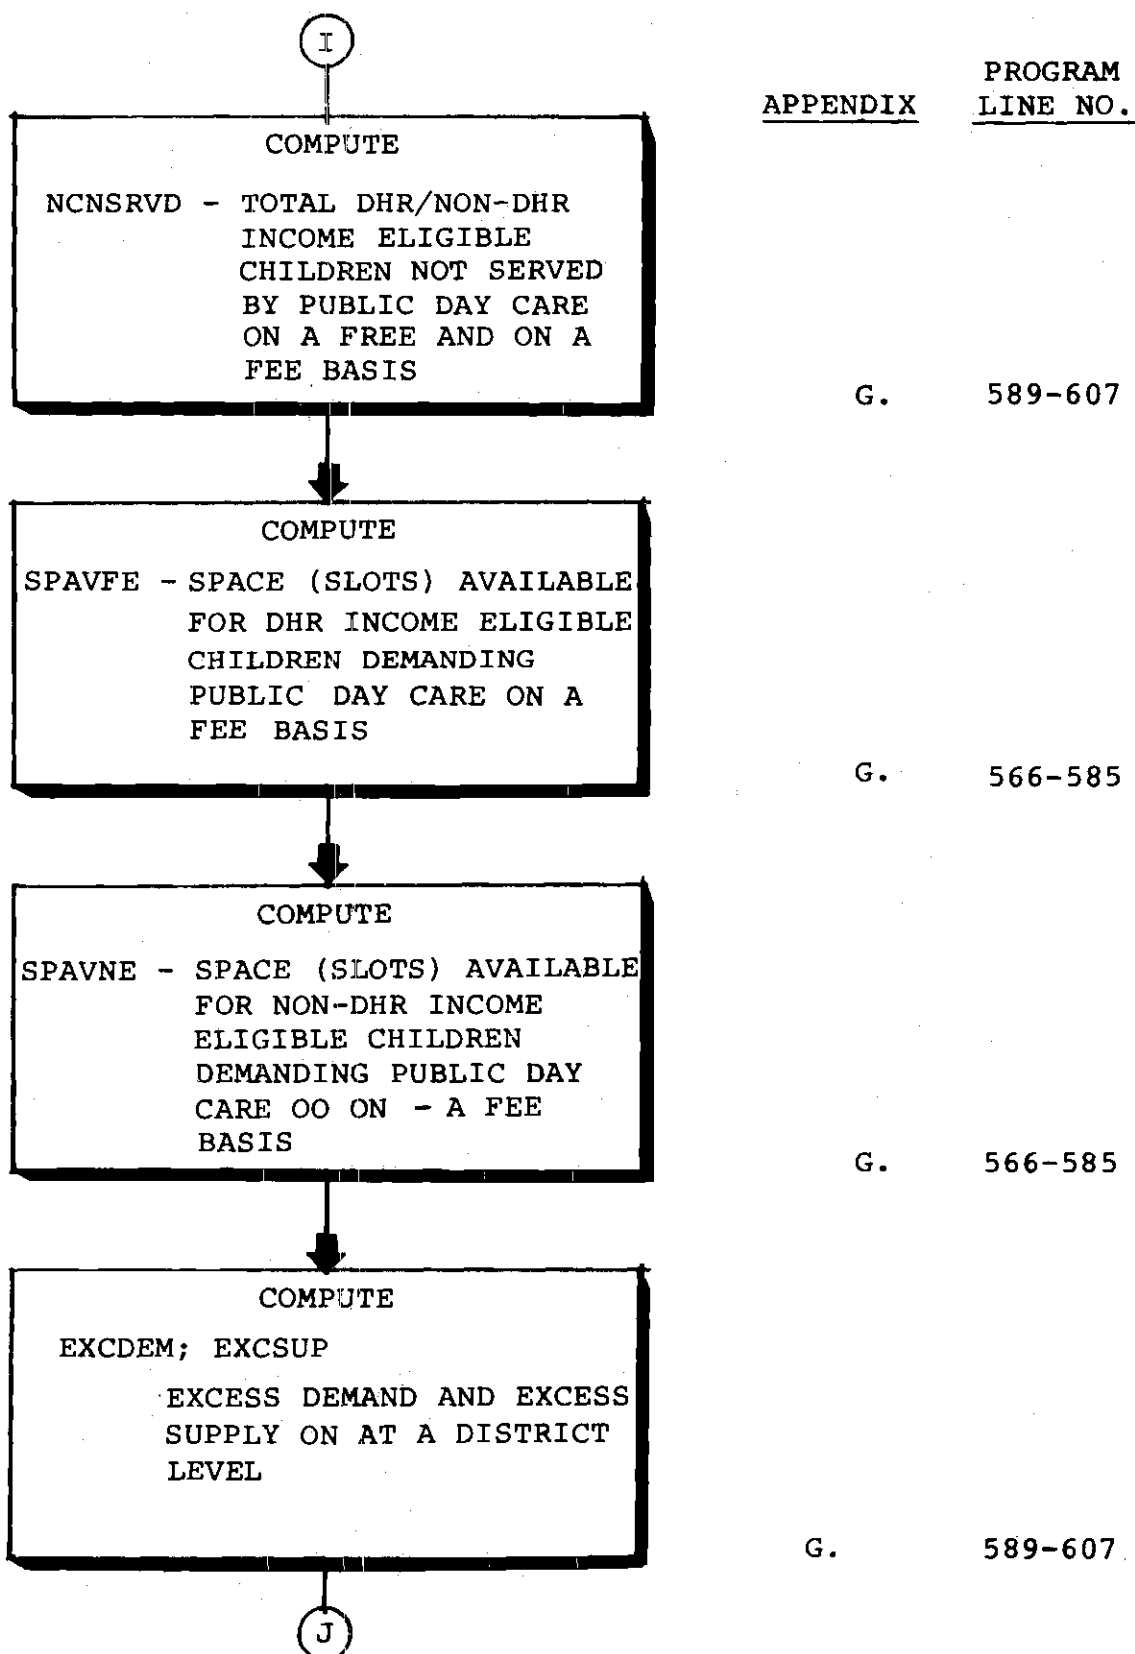 I
PROGRAM
APPENDIX LINE NO.
COMPUTE
NCNSRVD - TOTAL DHR/NON-DHR
INCOME ELIGIBLE
CHILDREN NOT SERVED
BY PUBLIC DAY CARE
ON A FREE AND ON A
FEE BASIS
G. 589-607
COMPUTE
SPAVFE - SPACE (SLOTS) AVAILABLE
FOR DHR INCOME ELIGIBLE
CHILDREN DEMANDING
PUBLIC DAY CARE ON A
FEE BASIS
G. 566-585
COMPUTE
SPAVNE - SPACE (SLOTS) AVAILABLE
FOR NON-DHR INCOME
ELIGIBLE CHILDREN
DEMANDING PUBLIC DAY
CARE OO ON - A FEE
BASIS
G. 566-585
COMPUTE
EXCDEM; EXCSUP
EXCESS DEMAND AND EXCESS
SUPPLY ON AT A DISTRICT
LEVEL
G. 589-607
J